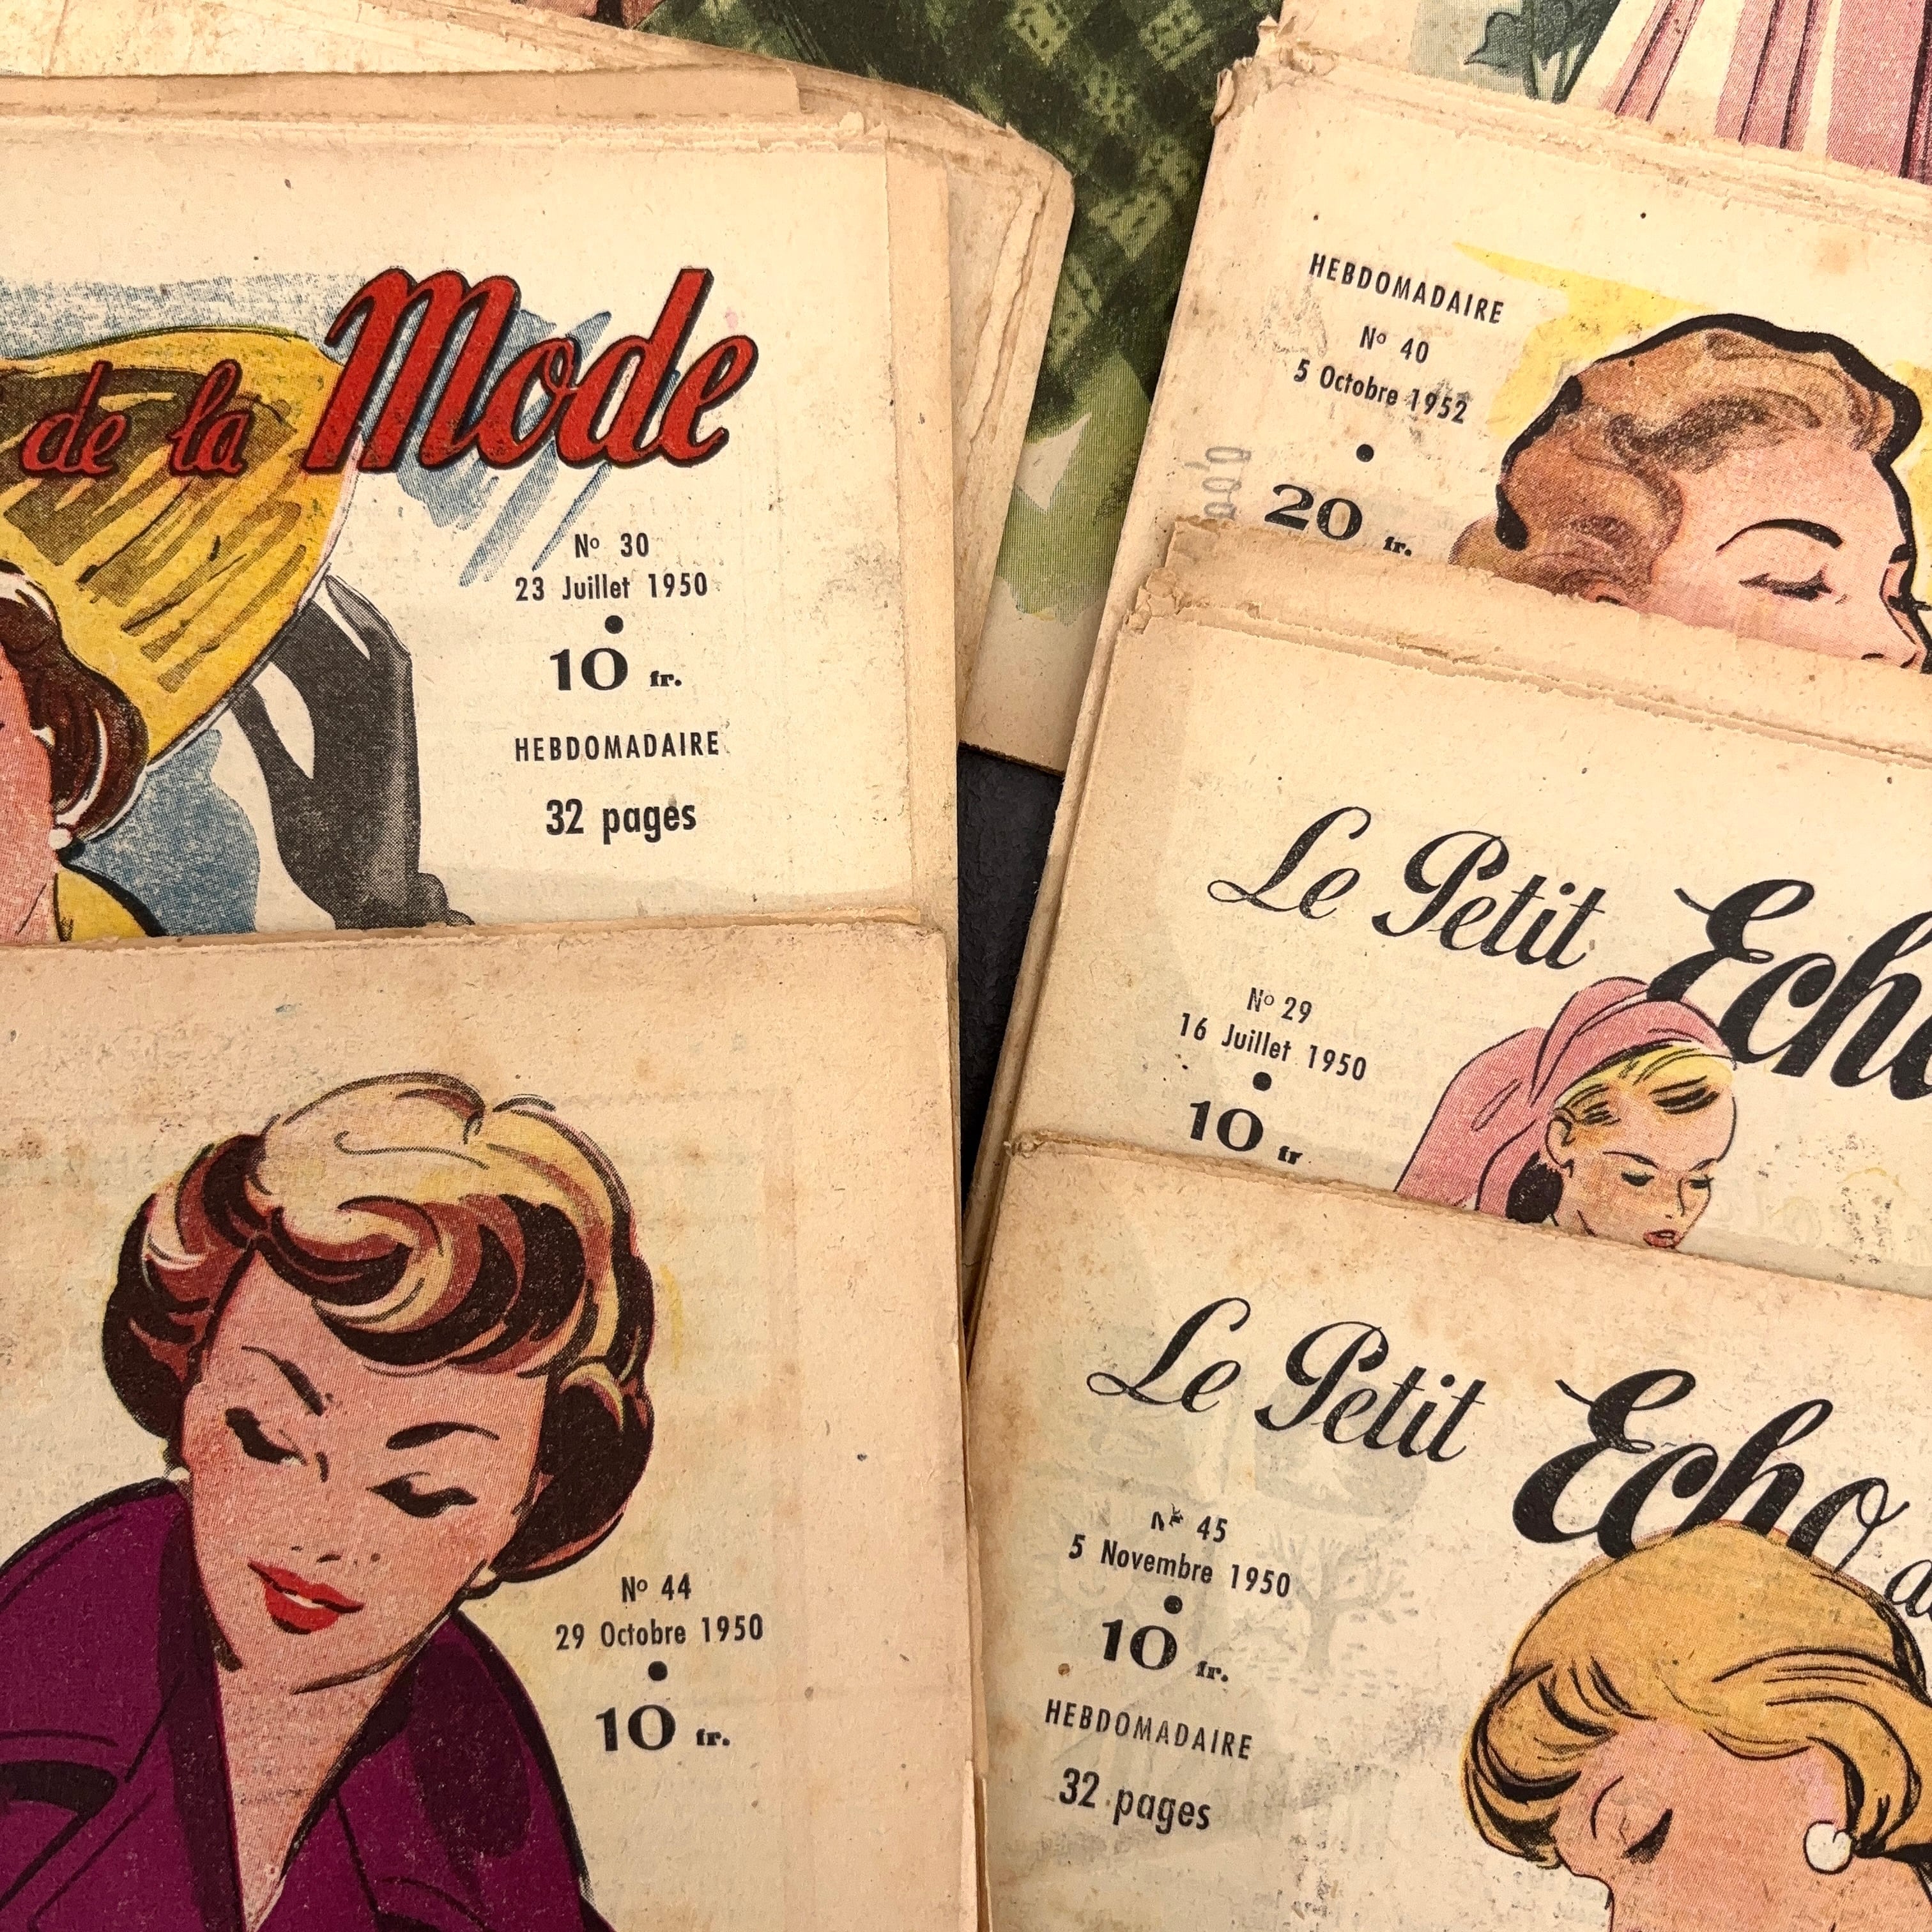 de la Mode
Nº 30
23 Juillet 1950
10 fr.
HEBDOMADAIRE
32 pages
Nº 44
29 Octobre 1950
10 fr.
HEBDOMADAIRE
Nº 40
5 Octobre 1952
20 fr.
Le Petit
Nº 29
16 Juillet 1950
10 fr
Le Petit Echo
Nº 45
5 Novembre 1950
10 fr.
HEBDOMADAIRE
32 pages